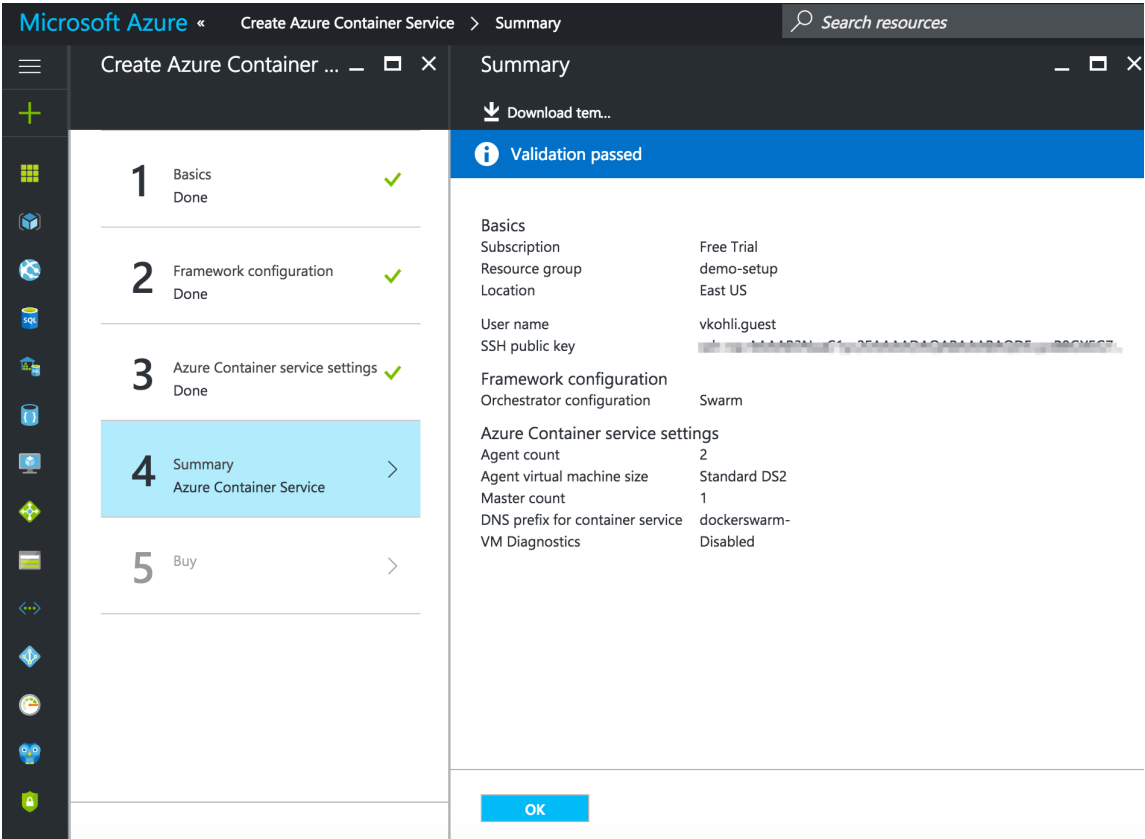 Microsoft Azure « Create Azure Container Service > Summary Search resources
Create Azure Container ...
1 Basics
Done
2 Framework configuration
Done
3 Azure Container service settings
Done
4 Summary
Azure Container Service
5 Buy
Summary
Download tem...
Validation passed
Basics
Subscription Free Trial
Resource group demo-setup
Location East US
User name vkohli.guest
SSH public key
Framework configuration
Orchestrator configuration Swarm
Azure Container service settings
Agent count 2
Agent virtual machine size Standard DS2
Master count 1
DNS prefix for container service dockerswarm-
VM Diagnostics Disabled
OK
SQL